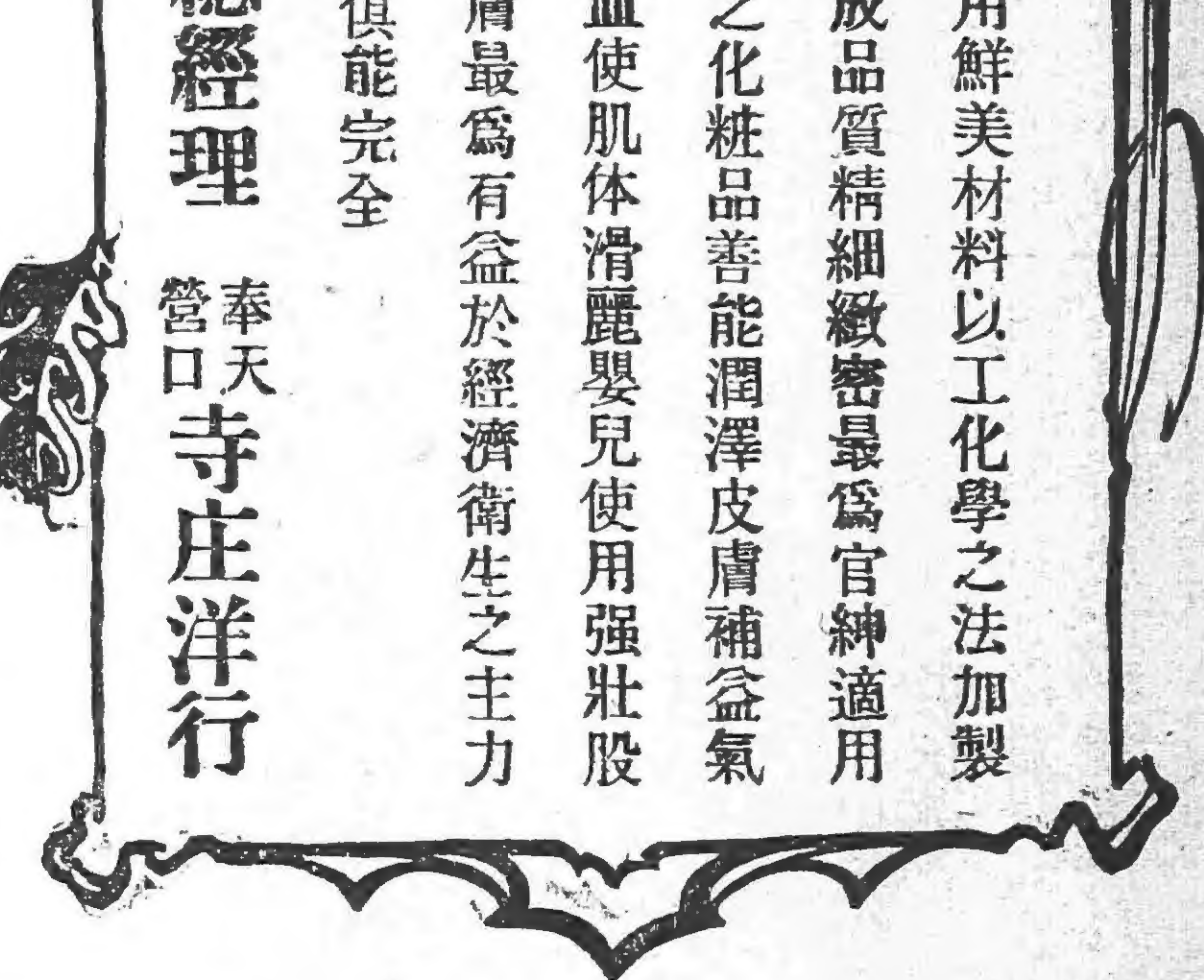 用鮮美材料以工化學之法加製
成品質精細緻密最爲官紳適用
之化粧品善能潤澤皮膚補益氣
血使肌体滑麗嬰兒使用强壯股
膚最爲有益於經濟衛生之主力
俱能完全
總經理
奉天
營口
寺庄洋行